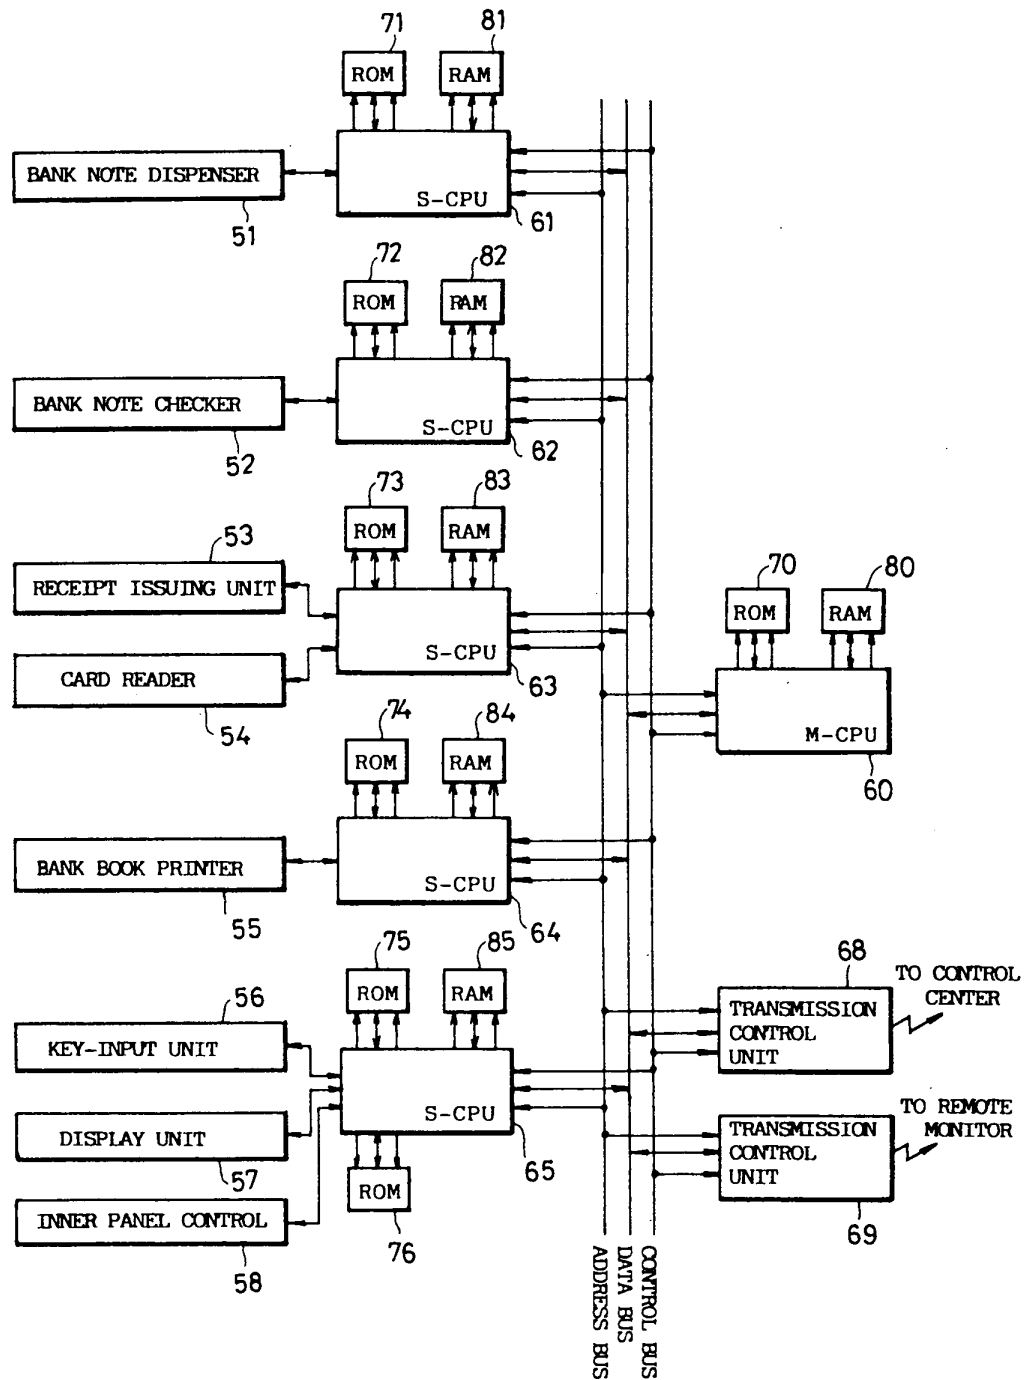 71
81
ROM
RAM
BANK NOTE DISPENSER
S-CPU
51
61
72
82
ROM
RAM
BANK NOTE CHECKER
S-CPU
52
62
73
83
53
ROM
RAM
RECEIPT ISSUING UNIT
S-CPU
CARD READER
63
54
70
80
ROM
RAM
M-CPU
60
74
84
ROM
RAM
BANK BOOK PRINTER
S-CPU
55
64
75
85
56
ROM
RAM
KEY-INPUT UNIT
S-CPU
DISPLAY UNIT
57
65
ROM
INNER PANEL CONTROL
76
58
68
TO CONTROL
CENTER
TRANSMISSION
CONTROL
UNIT
TO REMOTE
MONITOR
TRANSMISSION
CONTROL
UNIT
69
ADDRESS BUS
DATA BUS
CONTROL BUS